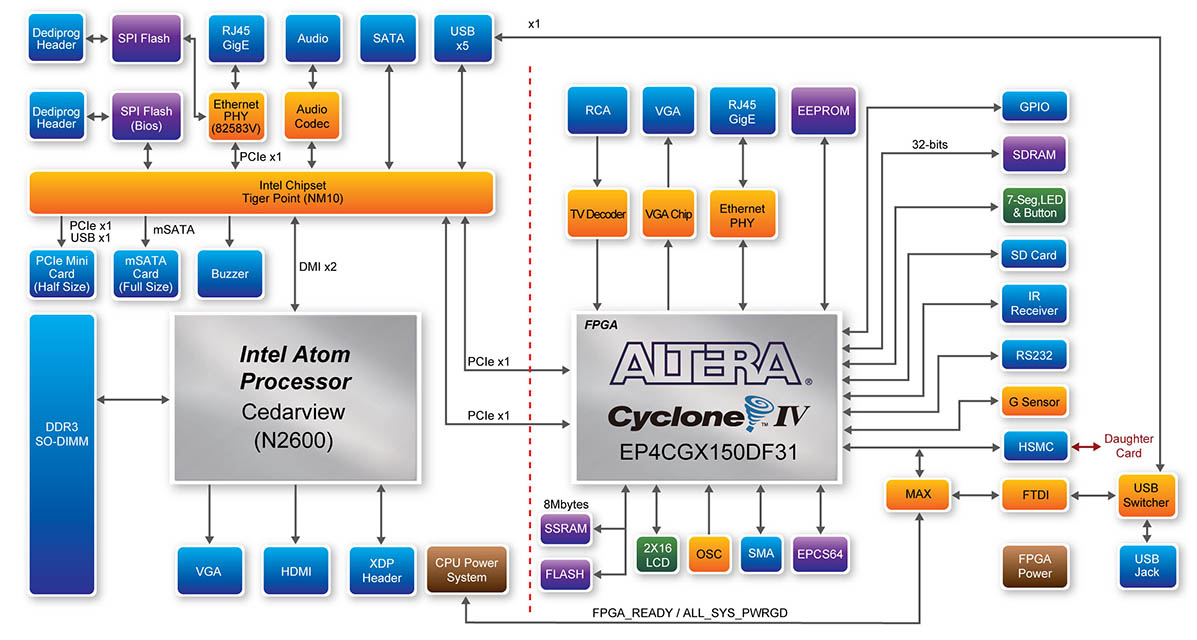 x1
Dediprog
Header
SPI Flash
RJ45
GigE
Audio
SATA
USB
x5
Dediprog
Header
SPI Flash
(Bios)
Ethernet
PHY
(82583V)
Audio
Codec
PCIe x1
Intel Chipset
Tiger Point (NM10)
PCIe x1
USB x1
mSATA
PCIe Mini
Card
(Half Size)
mSATA
Card
(Full Size)
Buzzer
DMI x2
DDR3
SO-DIMM
Intel Atom
Processor
Cedarview
(N2600)
PCIe x1
PCIe x1
VGA
HDMI
XDP
Header
CPU Power
System
RCA
VGA
RJ45
GigE
EEPROM
TV Decoder
VGA Chip
Ethernet
PHY
FPGA
ALTERA®
Cyclone™ IV
EP4CGX150DF31
GPIO
32-bits
SDRAM
7-Seg,LED
& Button
SD Card
IR
Receiver
RS232
G Sensor
HSMC
Daughter
Card
MAX
FTDI
USB
Switcher
8Mbytes
SSRAM
FLASH
2X16
LCD
OSC
SMA
EPCS64
FPGA
Power
USB
Jack
FPGA_READY / ALL_SYS_PWRGD